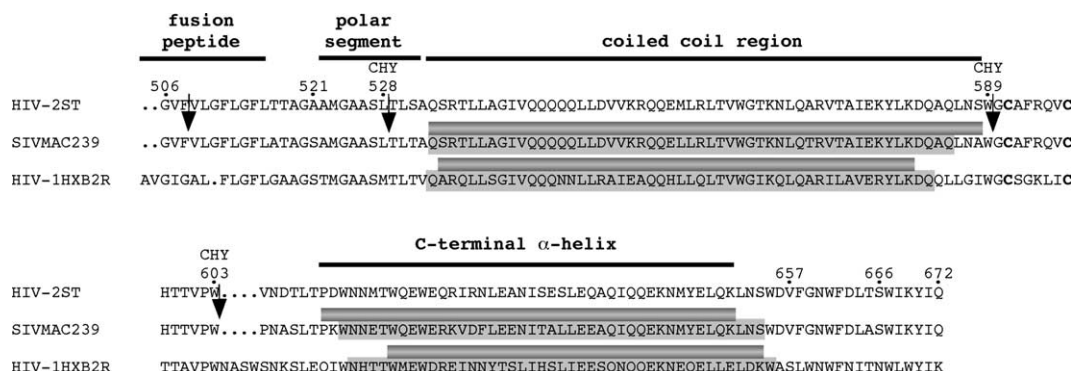 fusion peptide
polar segment
coiled coil region
CHY CHY
506 521 528 589
HIV-2ST ..GVFVLGFLGFLTTAGAAMGAASLTLSAQSRTLLAGIVQQQQQLLDVVKRQQEMLRLTVWGTKNLQARVTAIEKYLKDQAQLNSWGCAFRQVC
SIVMAC239 ..GVFVLGFLGFLATAGSAMGAASLTLTAQSRTLLAGIVQQQQQLLDVVKRQQELLRLTVWGTKNLQTRVTAIEKYLKDQAQLNAWGCAFRQVC
HIV-1HXB2R AVGIGAL.FLGFLGAAGSTMGAASMTLTVQARQLLSGIVQQQNNLLRAIEAQQHLLQLTVWGIKQLQARILAVERYLKDQQLLGIWGCSGKLIC
CHY
C-terminal α-helix
603 657 666 672
HIV-2ST HTTVPW....VNDTLTPDWNNMTWQEWEQRIRNLEANISESLEQAQIQQEKNMYELQKLNSWDVFGNWFDLTSWIKYIQ
SIVMAC239 HTTVPW....PNASLTPKWNNETWQEWERKVDFLEENITALLEEAQIQQEKNMYELQKLNSWDVFGNWFDLASWIKYIQ
HIV-1HXB2R TTAVPWNASWSNKSLEQIWNHTTWMEWDREINNYTSLIHSLIEESQNQQEKNEQELLELDKWASLWNWFNITNWLWYIK